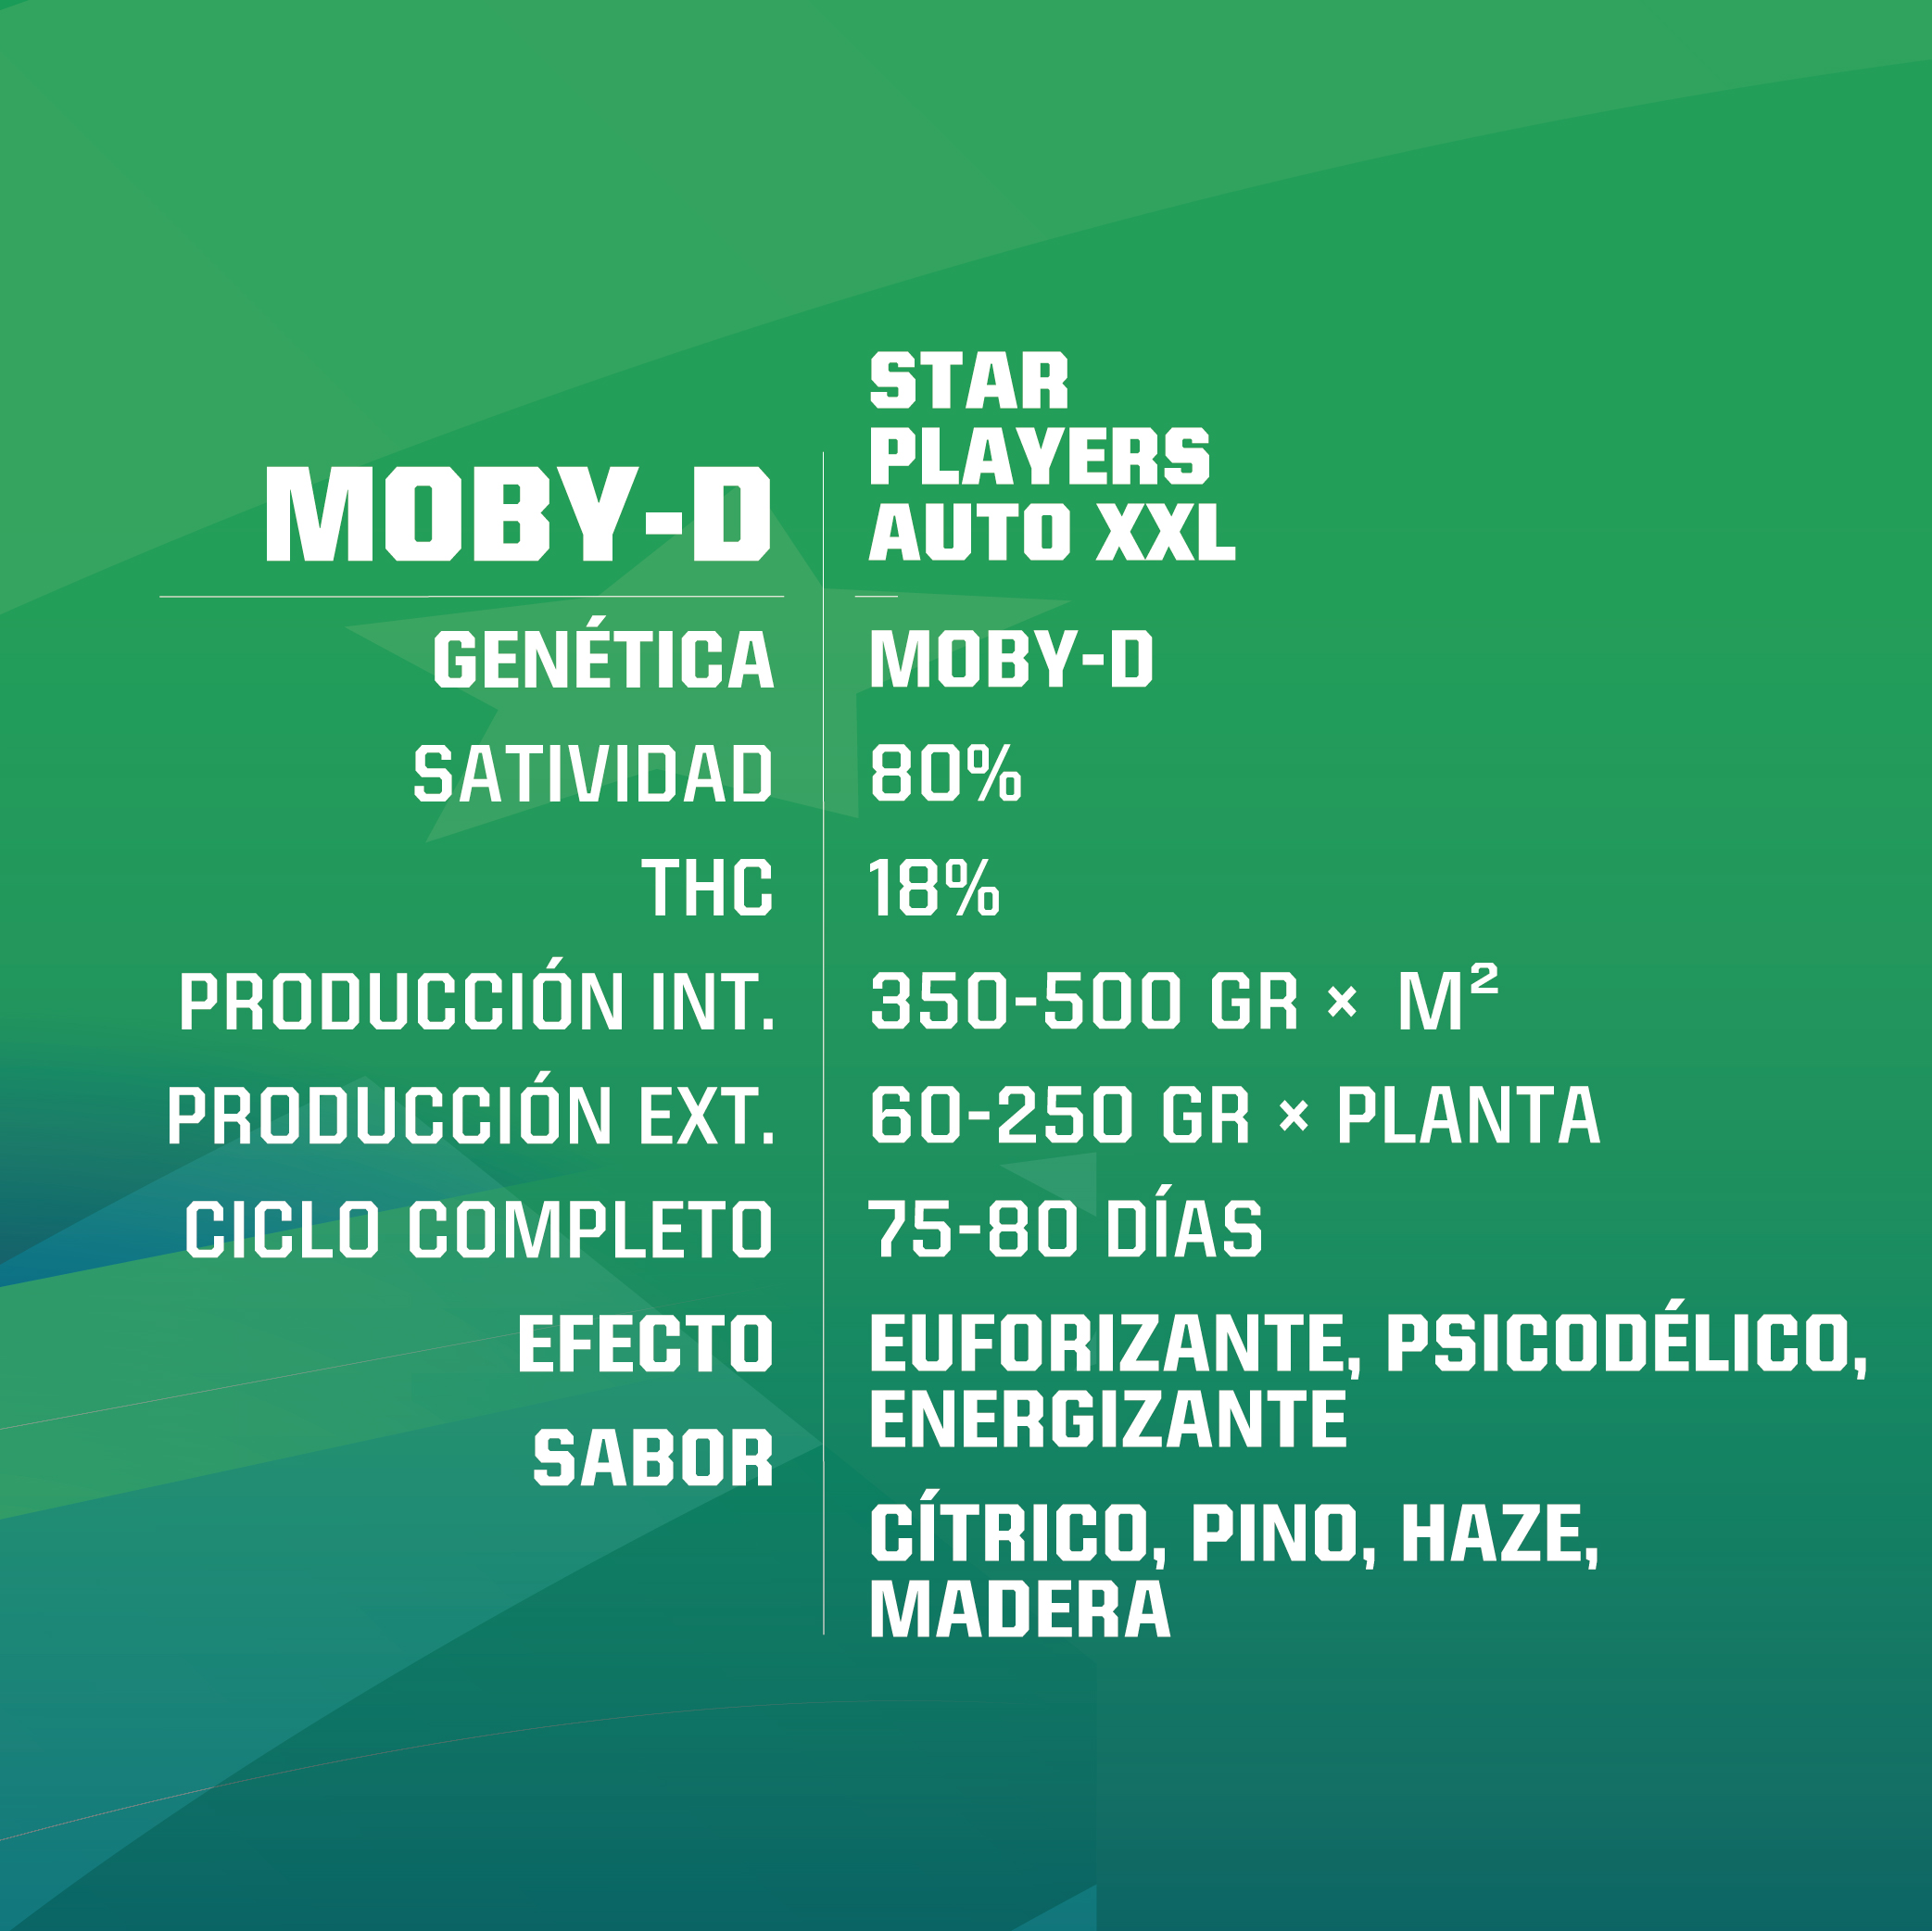 MOBY-D
STAR
PLAYERS
AUTO XXL
GENÉTICA MOBY-D
SATIVIDAD 80%
THC 18%
PRODUCCIÓN INT. 350-500 GR × M²
PRODUCCIÓN EXT. 60-250 GR × PLANTA
CICLO COMPLETO 75-80 DÍAS
EFECTO EUFORIZANTE, PSICODÉLICO,
ENERGIZANTE
SABOR
CÍTRICO, PINO, HAZE,
MADERA